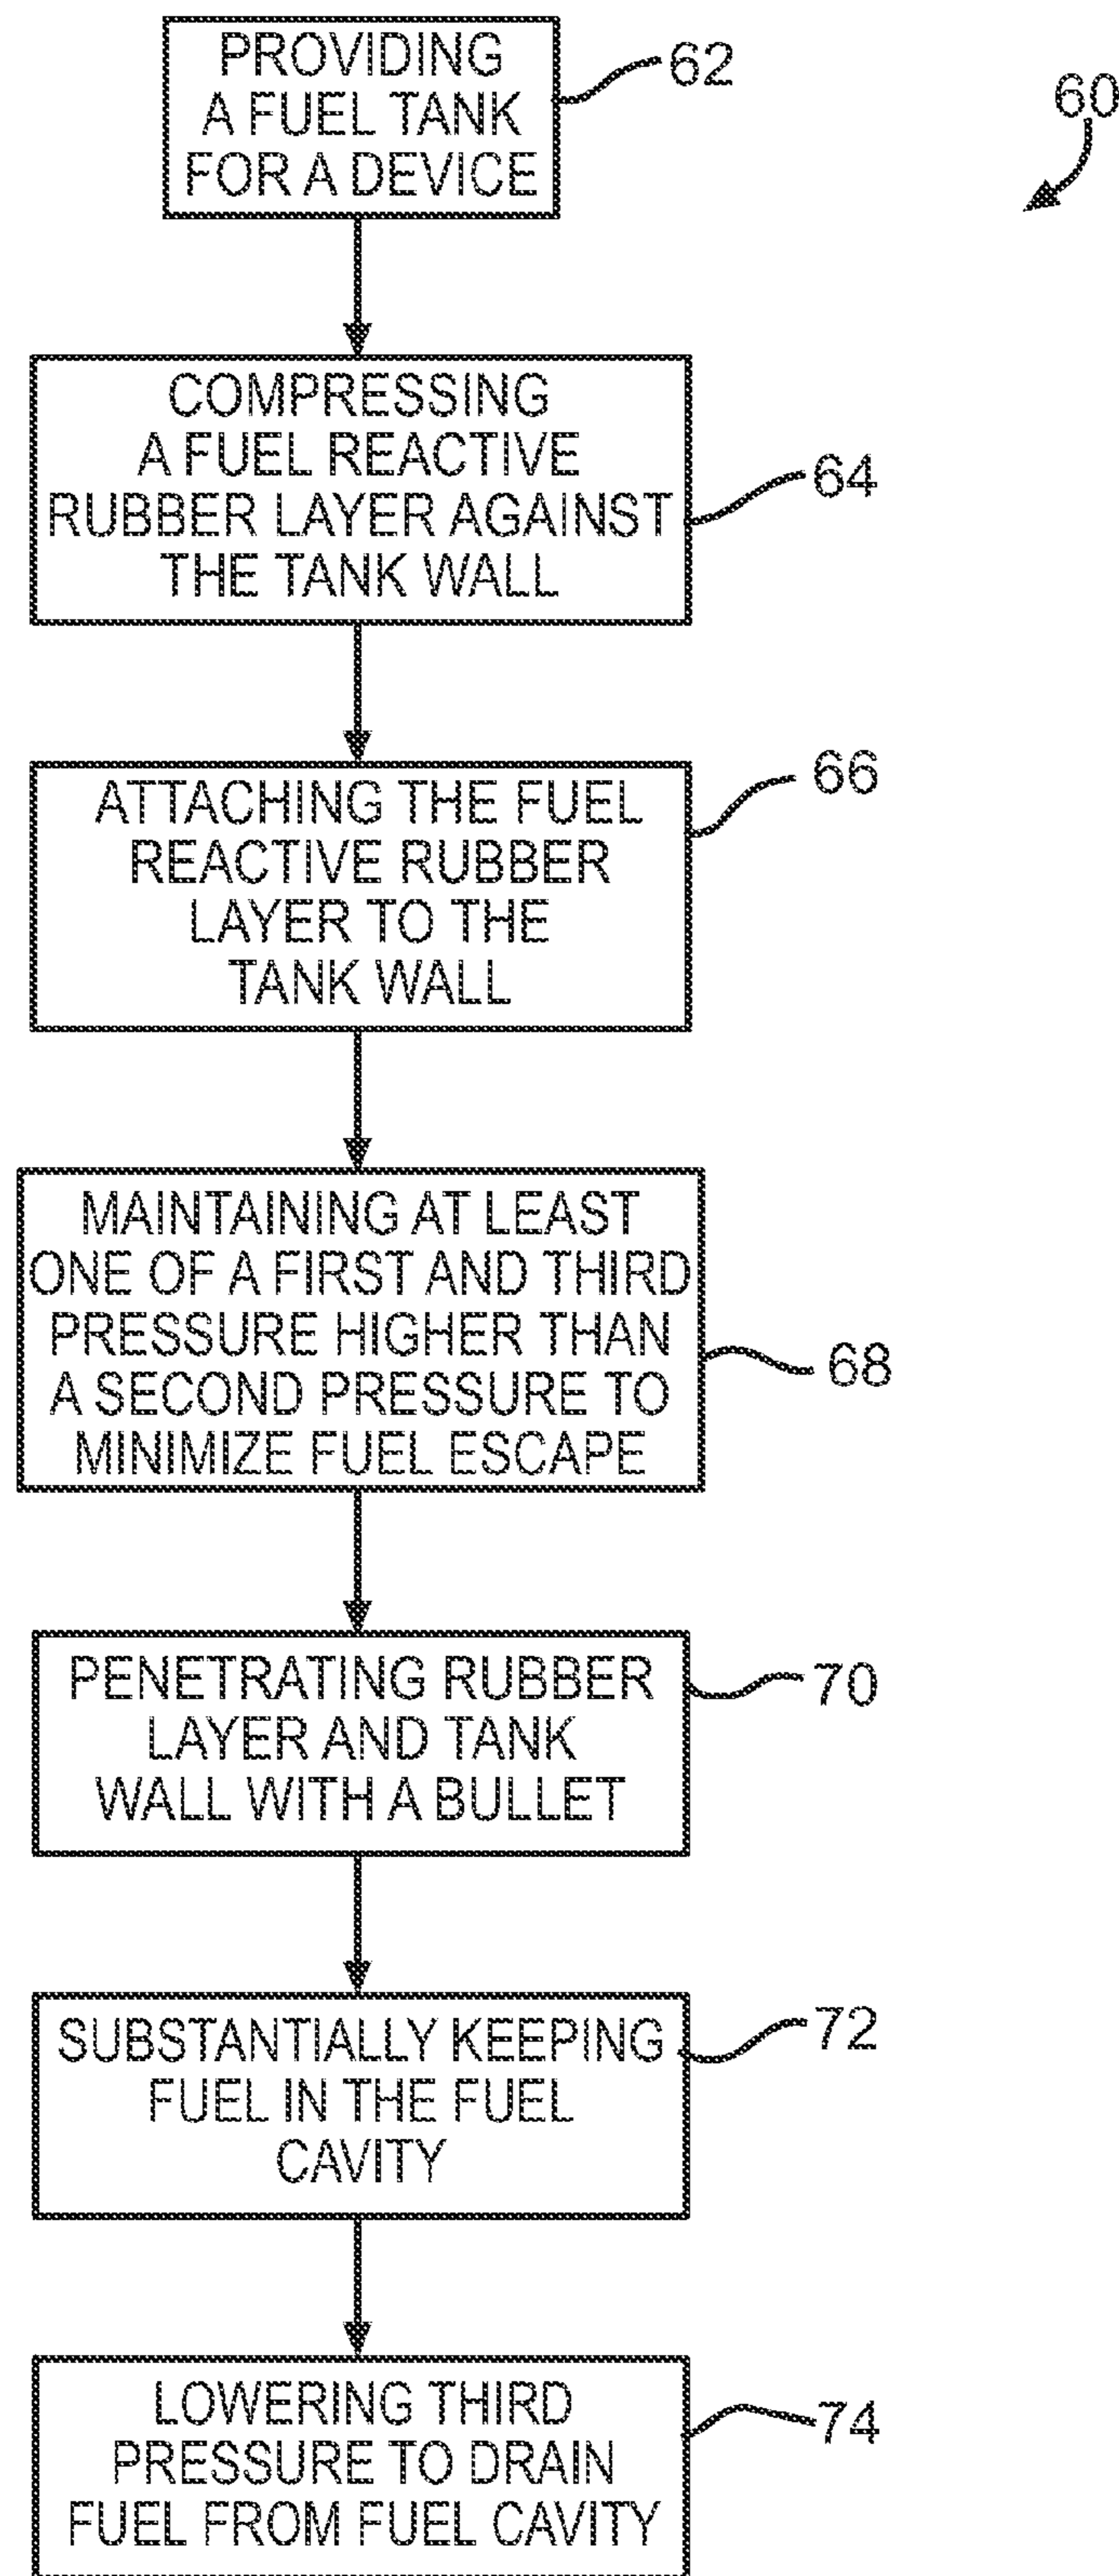 PROVIDING
A FUEL TANK
FOR A DEVICE
62
60
COMPRESSING
A FUEL REACTIVE
RUBBER LAYER AGAINST
THE TANK WALL
64
ATTACHING THE FUEL
REACTIVE RUBBER
LAYER TO THE
TANK WALL
66
MAINTAINING AT LEAST
ONE OF A FIRST AND THIRD
PRESSURE HIGHER THAN
A SECOND PRESSURE TO
MINIMIZE FUEL ESCAPE
68
PENETRATING RUBBER
LAYER AND TANK
WALL WITH A BULLET
70
SUBSTANTIALLY KEEPING
FUEL IN THE FUEL
CAVITY
72
LOWERING THIRD
PRESSURE TO DRAIN
FUEL FROM FUEL CAVITY
74